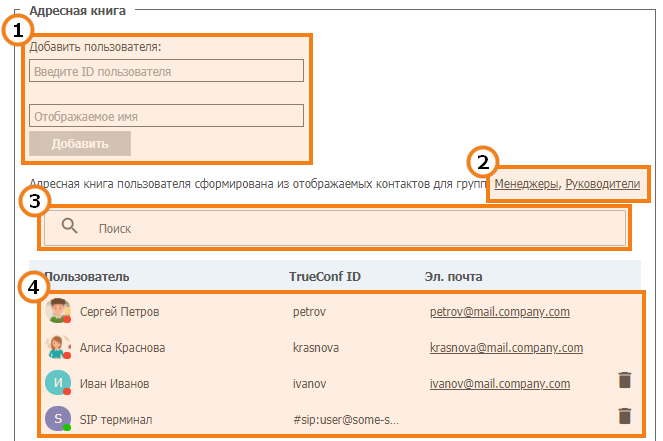 Адресная книга
1
Добавить пользователя:
Введите ID пользователя
Отображаемое имя
Добавить
2
Адресная книга пользователя сформирована из отображаемых контактов для групп Менеджеры, Руководители
3
Поиск
Пользователь TrueConf ID Эл. почта
4
Сергей Петров petrov petrov@mail.company.com
Алиса Краснова krasnova krasnova@mail.company.com
И Иван Иванов ivanov ivanov@mail.company.com
S SIP терминал #sip:user@some-s...